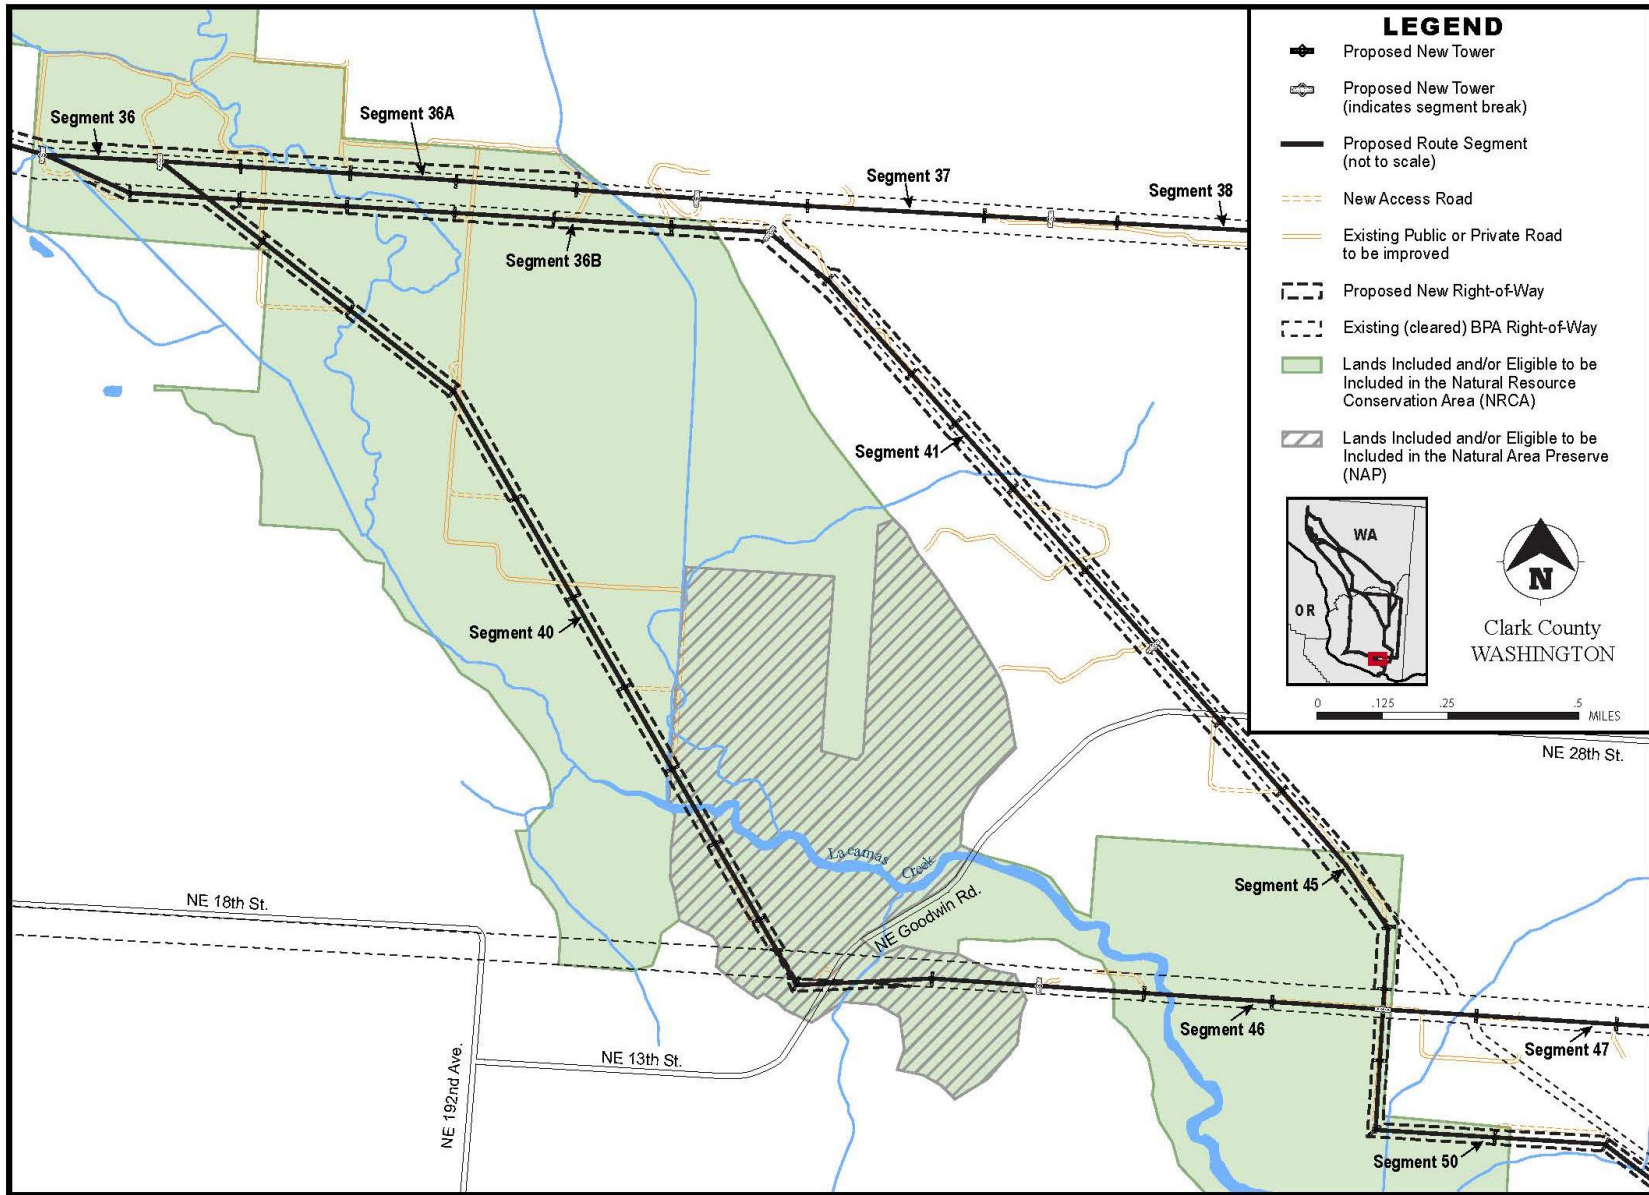 LEGEND
Proposed New Tower
Proposed New Tower
(indicates segment break)
Proposed Route Segment
(not to scale)
New Access Road
Existing Public or Private Road
to be improved
Proposed New Right-of-Way
Existing (cleared) BPA Right-of-Way
Lands Included and/or Eligible to be
Included in the Natural Resource
Conservation Area (NRCA)
Lands Included and/or Eligible to be
Included in the Natural Area Preserve
(NAP)
WA
OR
N
Clark County
WASHINGTON
0 .125 .25 .5 MILES
Segment 36
Segment 36A
Segment 37
Segment 38
Segment 36B
Segment 41
Segment 40
NE 28th St.
Lacamas Creek
Segment 45
NE 18th St.
NE Goodwin Rd.
Segment 46
Segment 47
NE 13th St.
NE 192nd Ave.
Segment 50